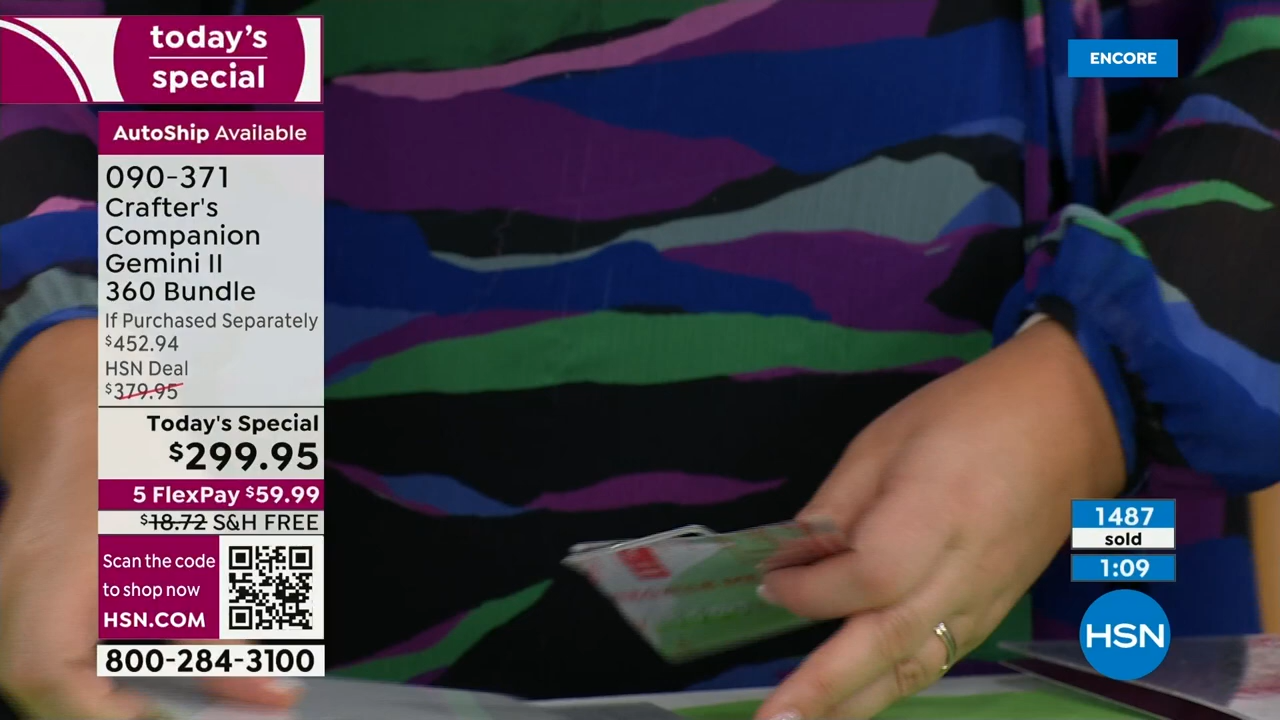 today's
special
ENCORE
AutoShip Available
090-371
Crafter's
Companion
Gemini II
360 Bundle
If Purchased Separately
$452.94
HSN Deal
$379.95
Today's Special
$299.95
5 FlexPay $59.99
$18.72 S&H FREE
Scan the code
to shop now
HSN.COM
800-284-3100
1487
sold
1:09
HSN